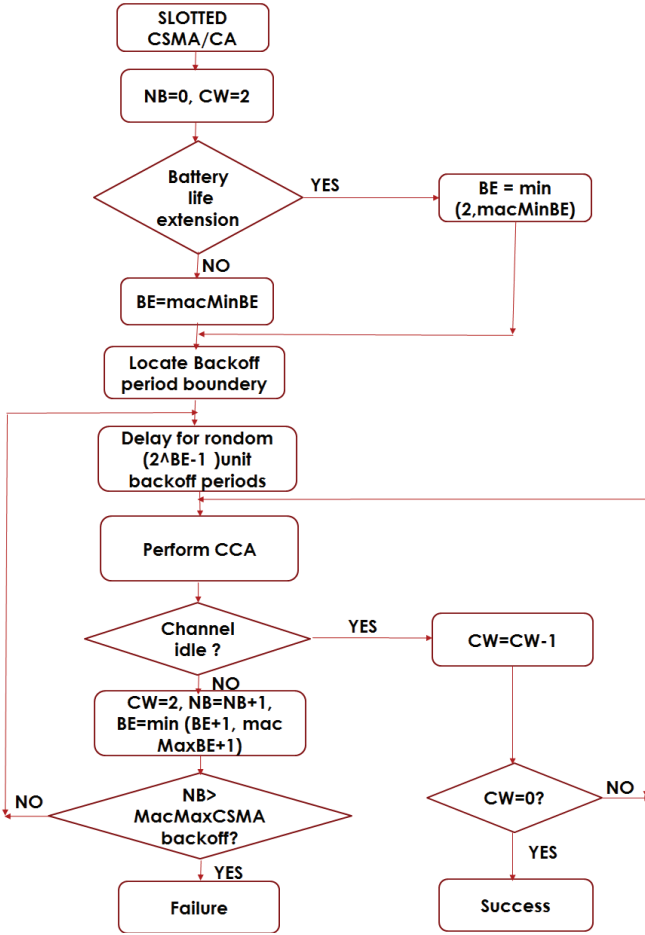 SLOTTED
CSMA/CA
NB=0, CW=2
Battery
life
extension
YES
BE = min
(2,macMinBE)
NO
BE=macMinBE
Locate Backoff
period boundery
Delay for rondom
(2^BE-1 )unit
backoff periods
Perform CCA
Channel
idle ?
YES
CW=CW-1
NO
CW=2, NB=NB+1,
BE=min (BE+1, mac
MaxBE+1)
NB>
MacMaxCSMA
backoff?
NO
CW=0?
NO
YES
YES
Failure
Success